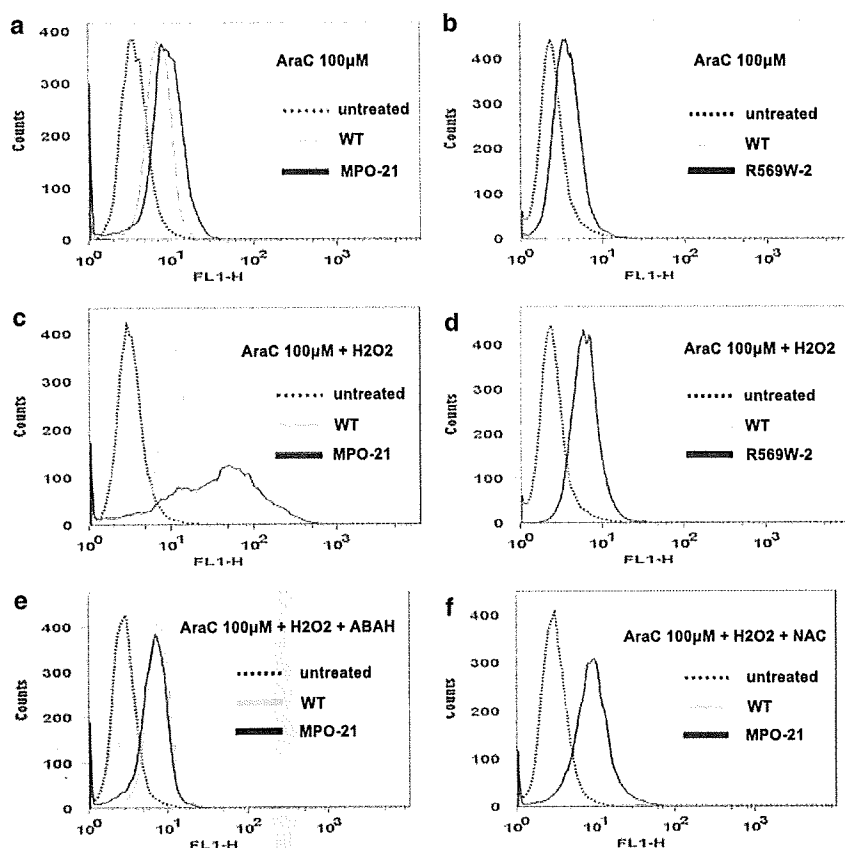 a
400
300
200
100
0
Counts
AraC 100µM
untreated
WT
MPO-21
10⁰ 10¹ 10² 10³
FL1-H
b
400
300
200
100
0
Counts
AraC 100µM
untreated
WT
R569W-2
10⁰ 10¹ 10² 10³
FL1-H
c
400
300
200
100
0
Counts
AraC 100µM + H2O2
untreated
WT
MPO-21
10⁰ 10¹ 10² 10³
FL1-H
d
400
300
200
100
0
Counts
AraC 100µM + H2O2
untreated
WT
R569W-2
10⁰ 10¹ 10² 10³
FL1-H
e
400
300
200
100
0
Counts
AraC 100µM + H2O2 + ABAH
untreated
WT
MPO-21
10⁰ 10¹ 10² 10³
FL1-H
f
400
300
200
100
0
Counts
AraC 100µM + H2O2 + NAC
untreated
WT
MPO-21
10⁰ 10¹ 10² 10³
FL1-H